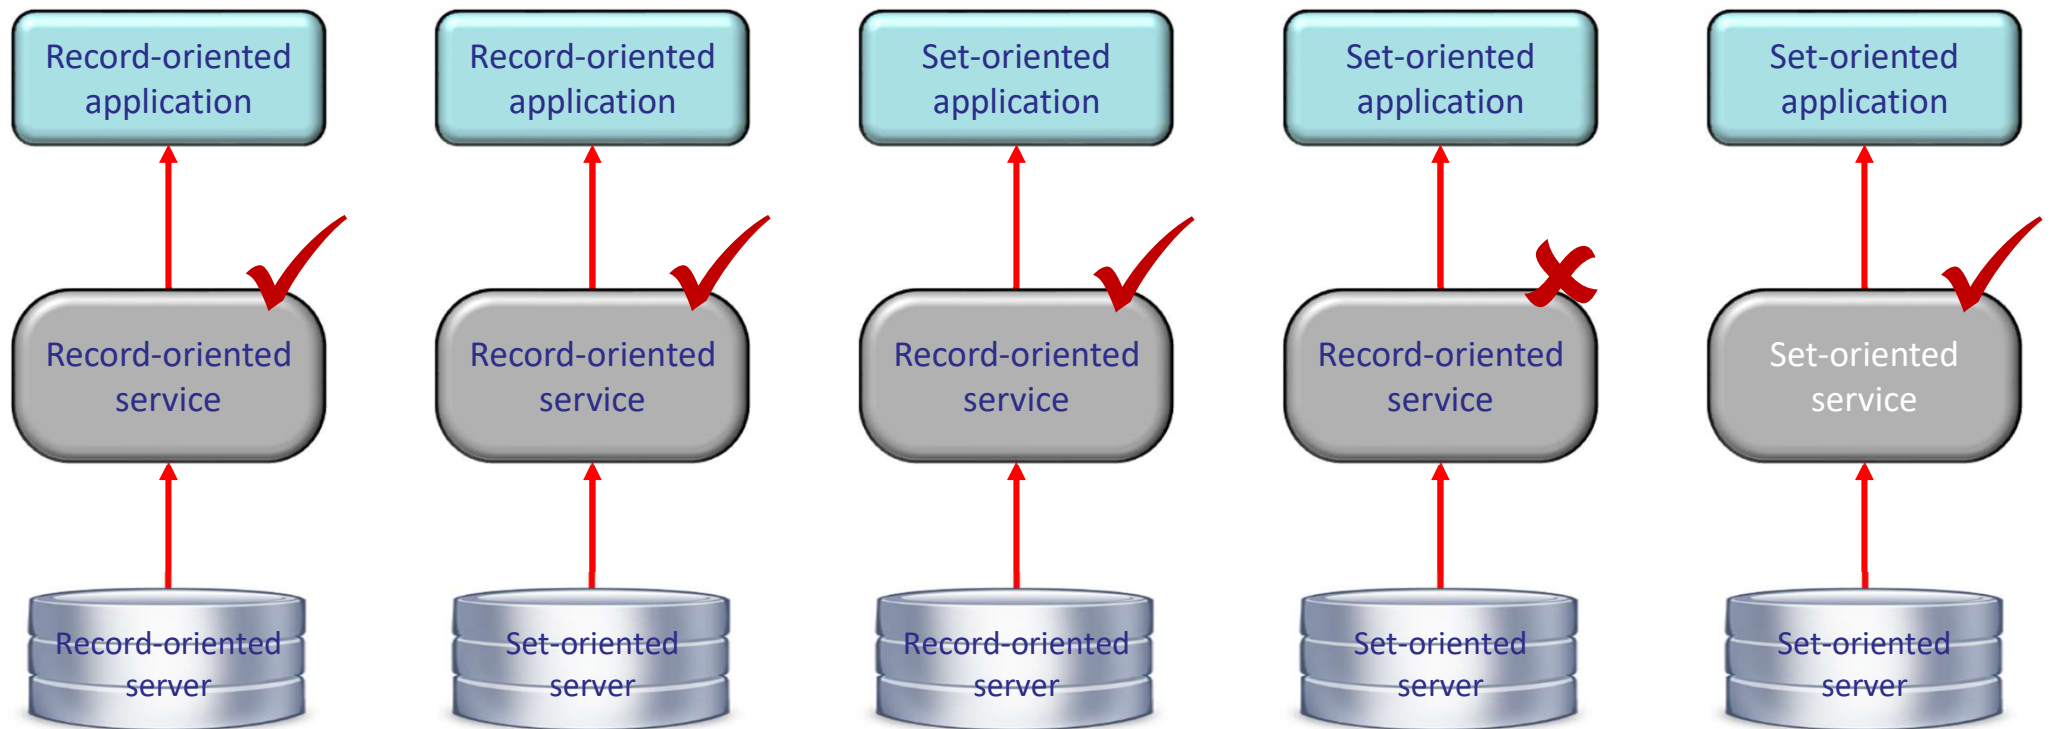 Record-oriented
application
Record-oriented
application
Set-oriented
application
Set-oriented
application
Set-oriented
application
Record-oriented
service
Record-oriented
service
Record-oriented
service
Record-oriented
service
Set-oriented
service
Record-oriented
server
Set-oriented
server
Record-oriented
server
Set-oriented
server
Set-oriented
server